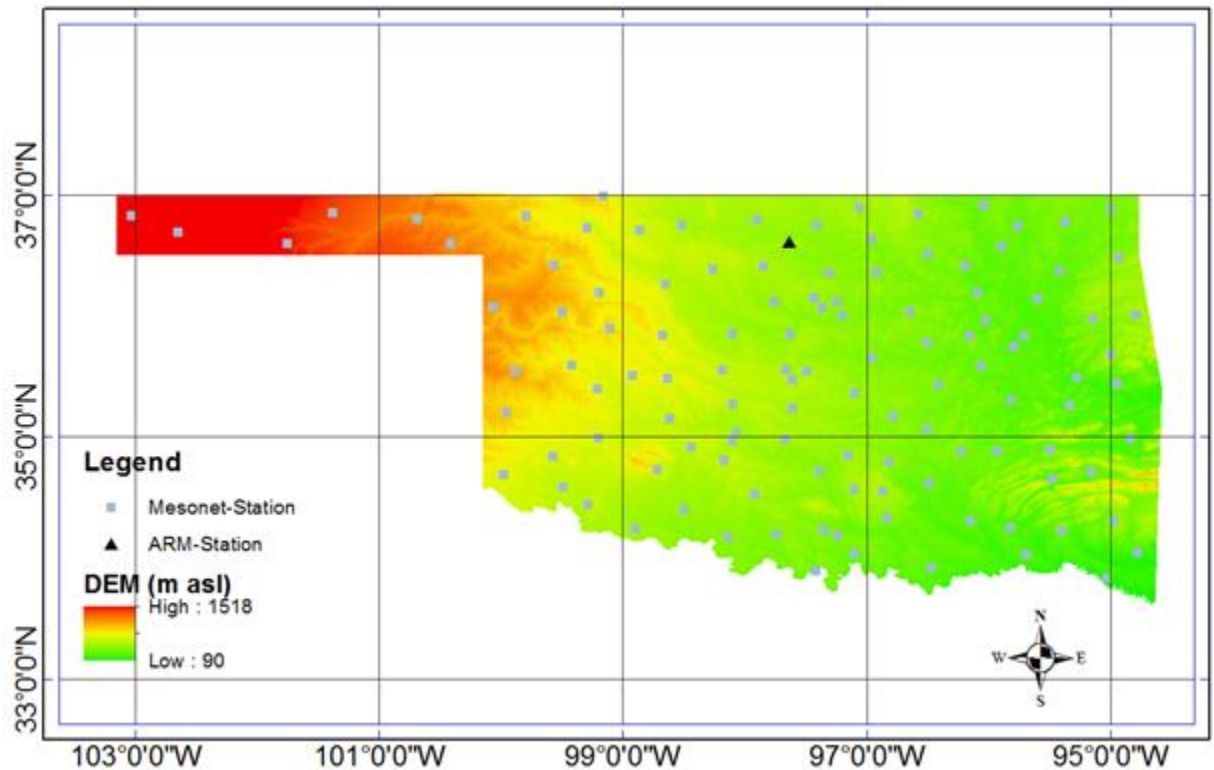 37°0'0"N
35°0'0"N
Legend
Mesonet-Station
ARM-Station
DEM (m asl)
High : 1518
Low : 90
N
W E
S
33°0'0"N
103°0'0"W 101°0'0"W 99°0'0"W 97°0'0"W 95°0'0"W